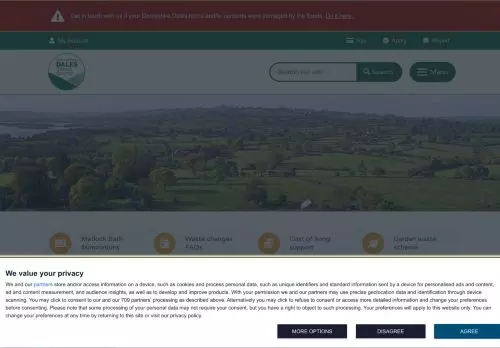 Get in touch with us if your Derbyshire Dales home and/or contents were damaged by the floods. Do it here.
My Account
Pay
Apply
Report
DALES
Search our site
Search
Menu
Matlock Bath
Illuminations
Waste changes
FAQs
Cost of living
support
Garden waste
scheme
We value your privacy
We and our partners store and/or access information on a device, such as cookies and process personal data, such as unique identifiers and standard information sent by a device for personalised ads and content,
ad and content measurement, and audience insights, as well as to develop and improve products. With your permission we and our partners may use precise geolocation data and identification through device
scanning. You may click to consent to our and our 709 partners' processing as described above. Alternatively you may click to refuse to consent or access more detailed information and change your preferences
before consenting. Please note that some processing of your personal data may not require your consent, but you have a right to object to such processing. Your preferences will apply to this website only. You can
change your preferences at any time by returning to this site or visit our privacy policy.
MORE OPTIONS
DISAGREE
AGREE